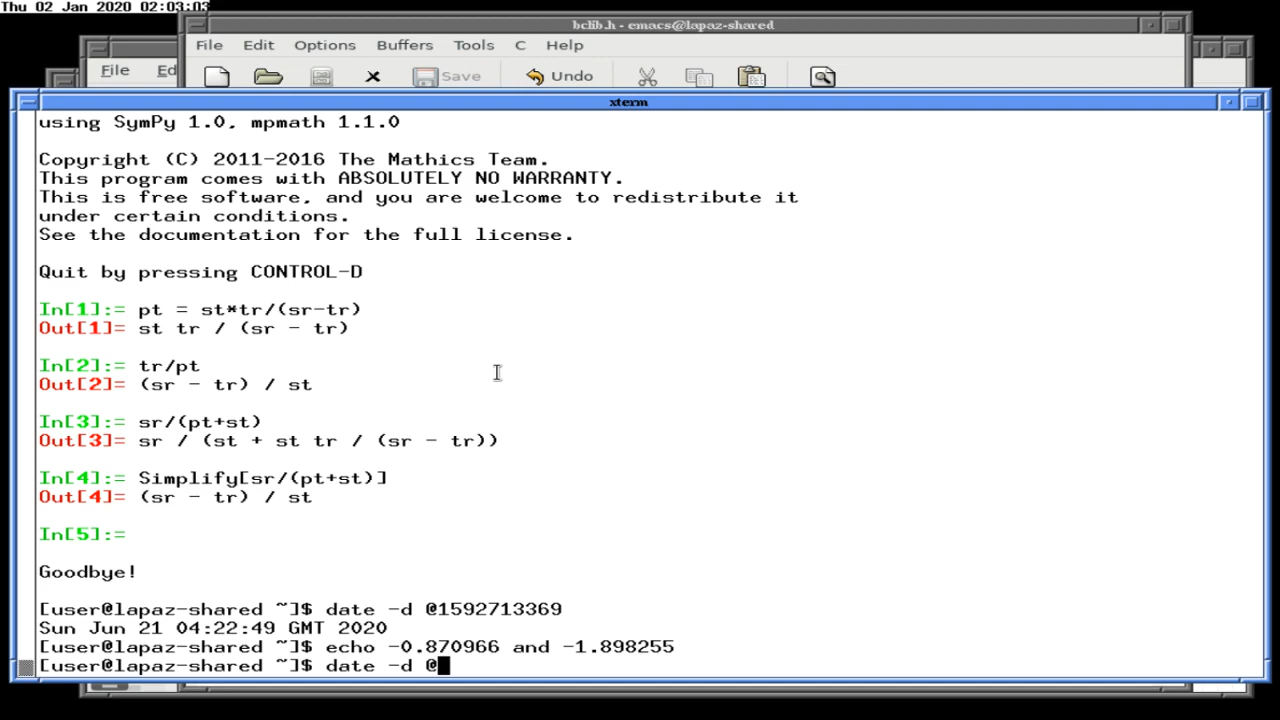 Thu 02 Jan 2020 02:03:03
bclib.h - emacs@lapaz-shared
File Edit Options Buffers Tools C Help
File Ed
Save Undo
xterm
using SymPy 1.0, mpmath 1.1.0
Copyright (C) 2011-2016 The Mathics Team.
This program comes with ABSOLUTELY NO WARRANTY.
This is free software, and you are welcome to redistribute it
under certain conditions.
See the documentation for the full license.
Quit by pressing CONTROL-D
In[1]:= pt = st*tr/(sr-tr)
Out[1]= st tr / (sr - tr)
In[2]:= tr/pt
Out[2]= (sr - tr) / st
In[3]:= sr/(pt+st)
Out[3]= sr / (st + st tr / (sr - tr))
In[4]:= Simplify[sr/(pt+st)]
Out[4]= (sr - tr) / st
In[5]:=
Goodbye!
[user@lapaz-shared ~]$ date -d @1592713369
Sun Jun 21 04:22:49 GMT 2020
[user@lapaz-shared ~]$ echo -0.870966 and -1.898255
[user@lapaz-shared ~]$ date -d @